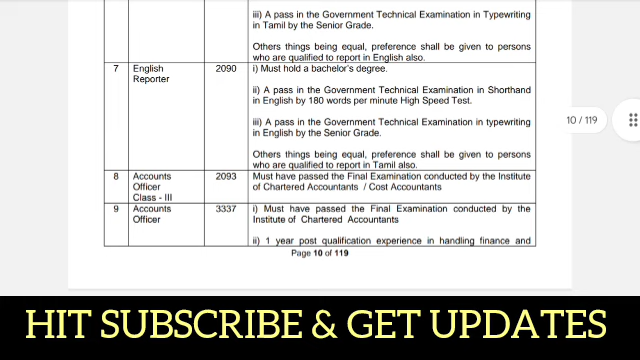 iii) A pass in the Government Technical Examination in Typewriting
in Tamil by the Senior Grade.
Others things being equal, preference shall be given to persons
who are qualified to report in English also.
7 English 2090 i) Must hold a bachelor's degree.
Reporter
ii) A pass in the Government Technical Examination in Shorthand
in English by 180 words per minute High Speed Test.
iii) A pass in the Government Technical Examination in typewriting
in English by the Senior Grade.
Others things being equal, preference shall be given to persons
who are qualified to report in Tamil also.
8 Accounts 2093 Must have passed the Final Examination conducted by the Institute
Officer of Chartered Accountants / Cost Accountants
Class - III
9 Accounts 3337 i) Must have passed the Final Examination conducted by the
Officer Institute of Chartered Accountants
ii) 1 year post qualification experience in handling finance and
Page 10 of 119
10 / 119
HIT SUBSCRIBE & GET UPDATES